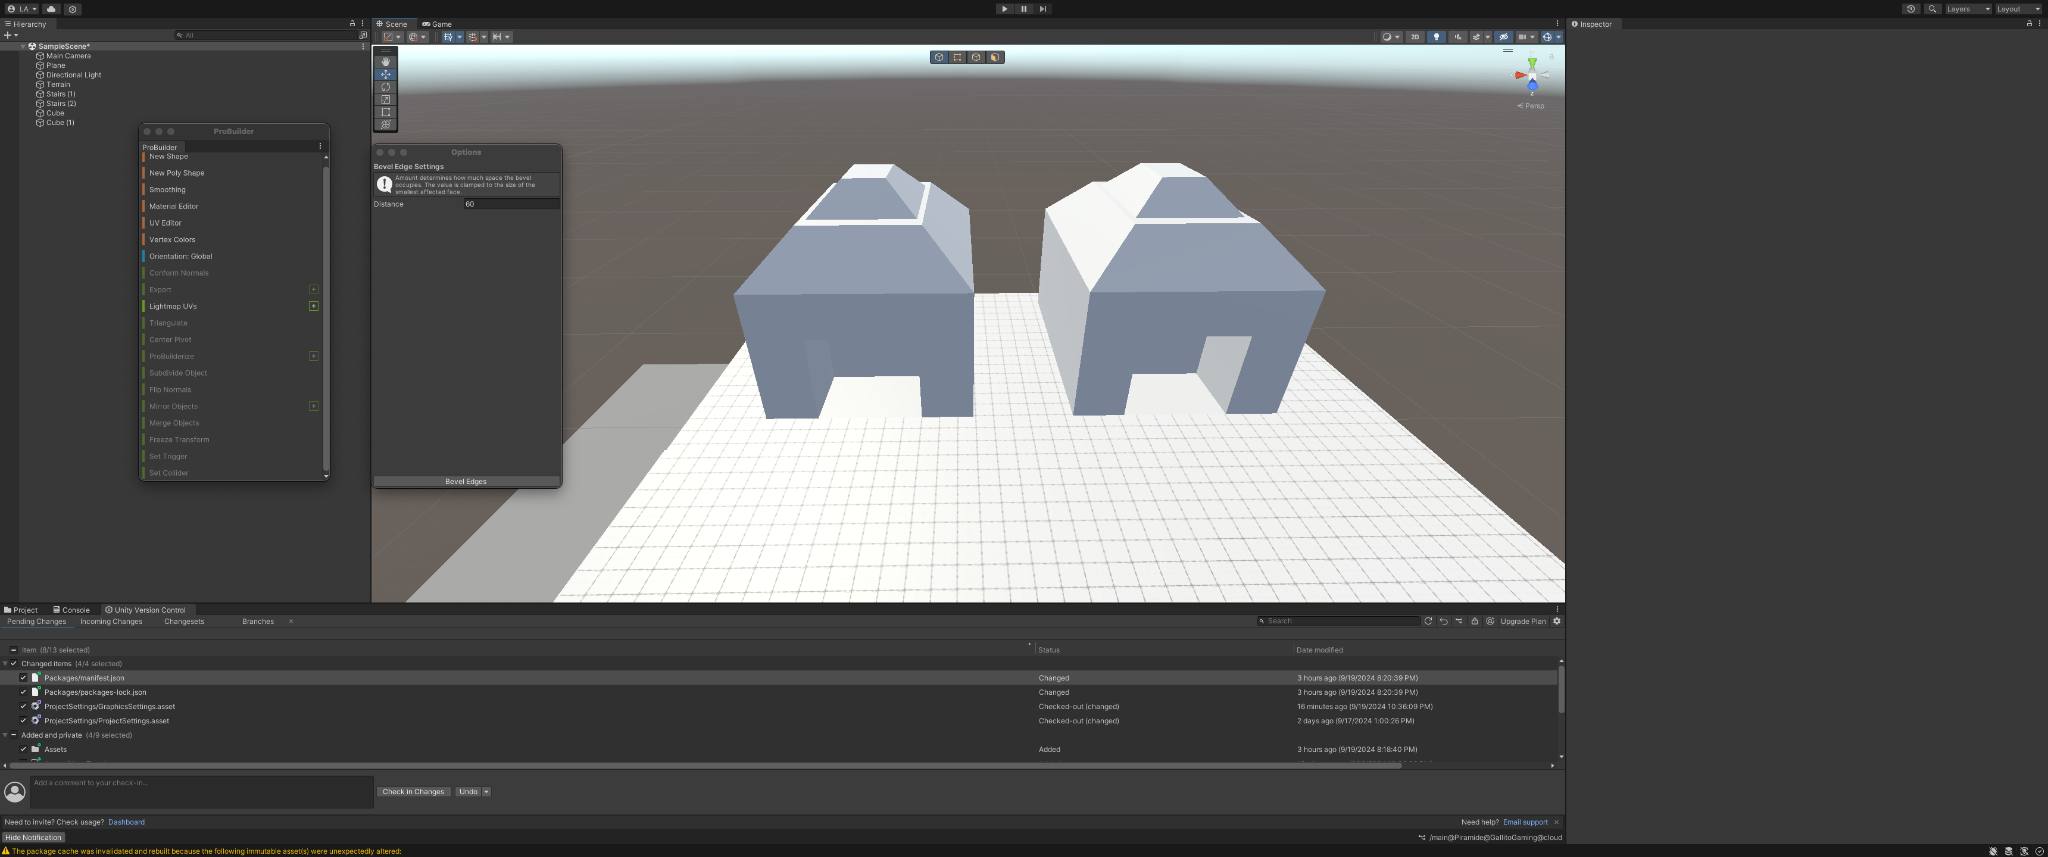 LA
Layers
Layout
Hierarchy
Scene
Game
Inspector
All
SampleScene*
Main Camera
Plane
Directional Light
Terrain
Stairs (1)
Stairs (2)
Cube
Cube (1)
2D
Persp
ProBuilder
ProBuilder
New Shape
New Poly Shape
Smoothing
Material Editor
UV Editor
Vertex Colors
Orientation: Global
Conform Normals
Export
Lightmap UVs
Triangulate
Center Pivot
ProBuilderize
Subdivide Object
Flip Normals
Mirror Objects
Merge Objects
Freeze Transform
Set Trigger
Set Collider
Options
Bevel Edge Settings
Amount determines how much space the bevel
occupies. The value is clamped to the size of the
smallest affected face.
Distance 60
Bevel Edges
Project
Console
Unity Version Control
Pending Changes
Incoming Changes
Changesets
Branches
Search
Upgrade Plan
Item (8/13 selected) Status Date modified
Changed items (4/4 selected)
Packages/manifest.json Changed 3 hours ago (9/19/2024 8:20:39 PM)
Packages/packages-lock.json Changed 3 hours ago (9/19/2024 8:20:39 PM)
ProjectSettings/GraphicsSettings.asset Checked-out (changed) 16 minutes ago (9/19/2024 10:36:09 PM)
ProjectSettings/ProjectSettings.asset Checked-out (changed) 2 days ago (9/17/2024 1:00:26 PM)
Added and private (4/9 selected)
Assets Added 3 hours ago (9/19/2024 8:18:40 PM)
Add a comment to your check-in...
Check in Changes
Undo
Need to invite? Check usage? Dashboard
Need help? Email support
Hide Notification
/main@Piramide@GallitoGaming@cloud
The package cache was invalidated and rebuilt because the following immutable asset(s) were unexpectedly altered: